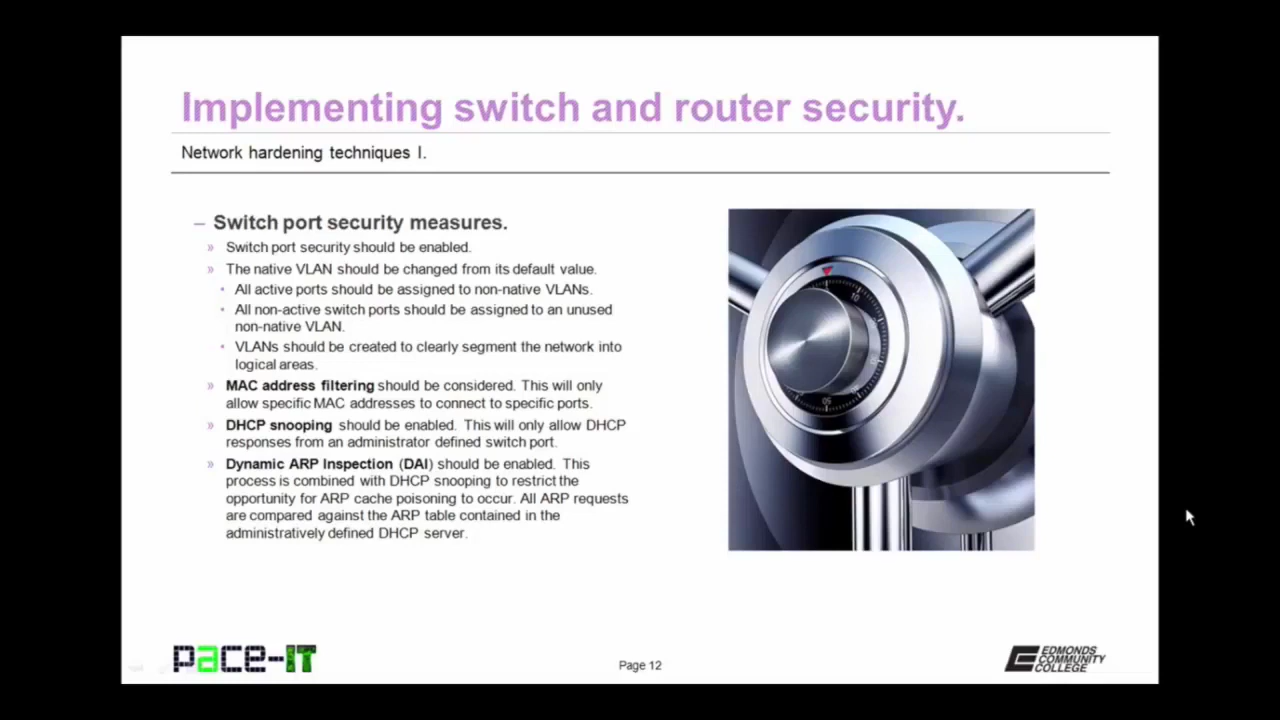 Implementing switch and router security.
Network hardening techniques I.
– Switch port security measures.
» Switch port security should be enabled.
» The native VLAN should be changed from its default value.
• All active ports should be assigned to non-native VLANs.
• All non-active switch ports should be assigned to an unused
non-native VLAN.
• VLANs should be created to clearly segment the network into
logical areas.
» MAC address filtering should be considered. This will only
allow specific MAC addresses to connect to specific ports.
» DHCP snooping should be enabled. This will only allow DHCP
responses from an administrator defined switch port.
» Dynamic ARP Inspection (DAI) should be enabled. This
process is combined with DHCP snooping to restrict the
opportunity for ARP cache poisoning to occur. All ARP requests
are compared against the ARP table contained in the
administratively defined DHCP server.
10
50
pace-IT
Page 12
EDMONDS
COMMUNITY
COLLEGE